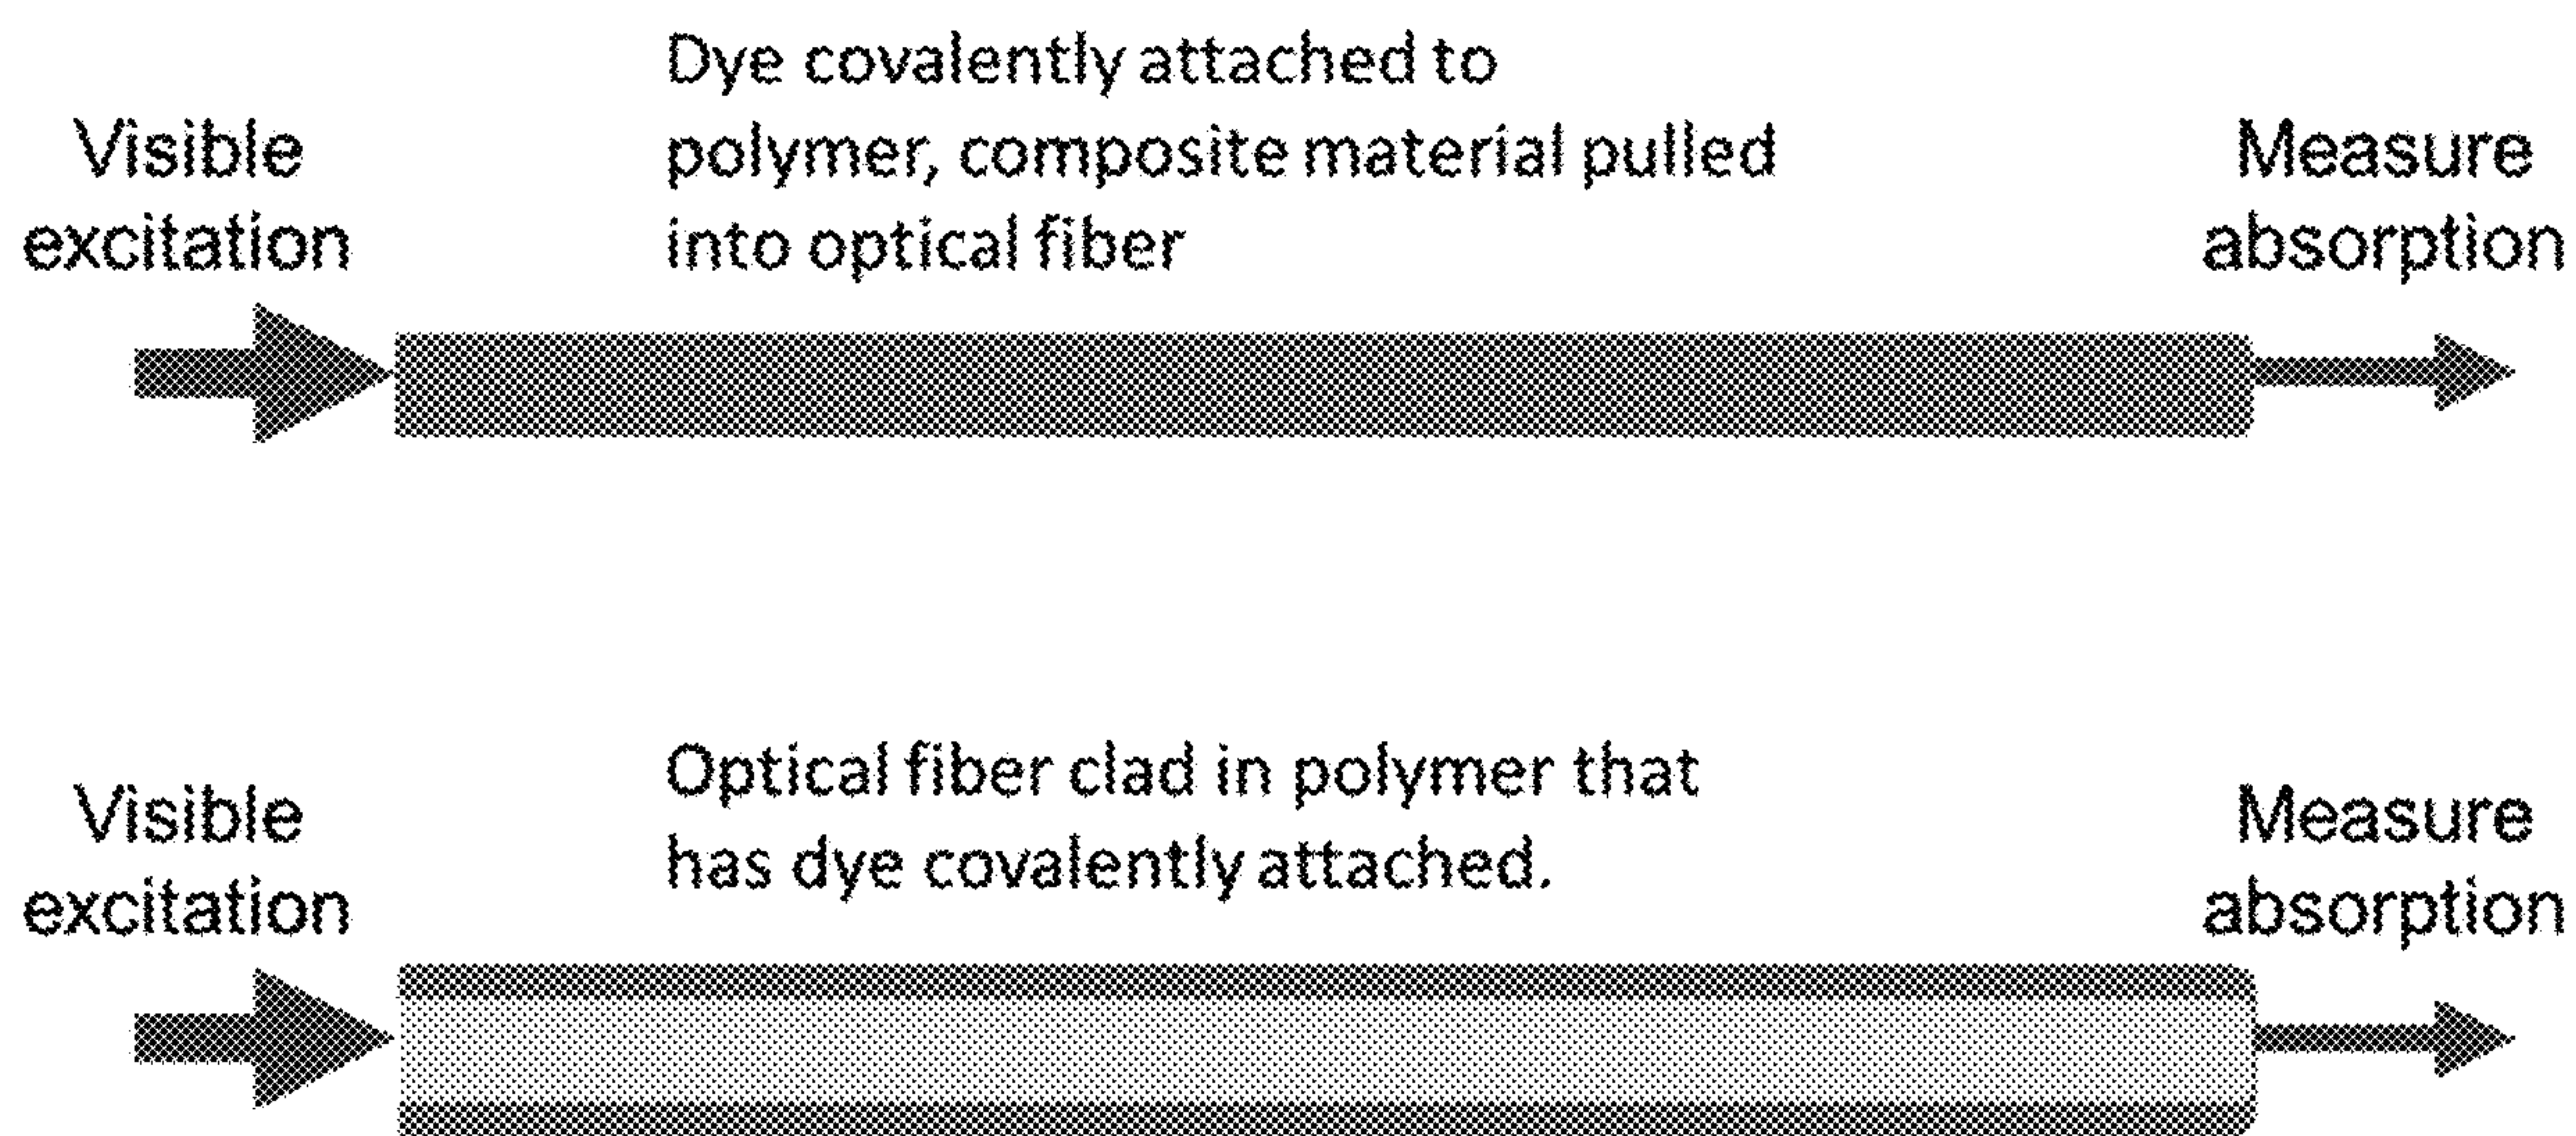 Visible
excitation
Dye covalently attached to
polymer, composite material pulled
into optical fiber
Measure
absorption
Visible
excitation
Optical fiber clad in polymer that
has dye covalently attached.
Measure
absorption